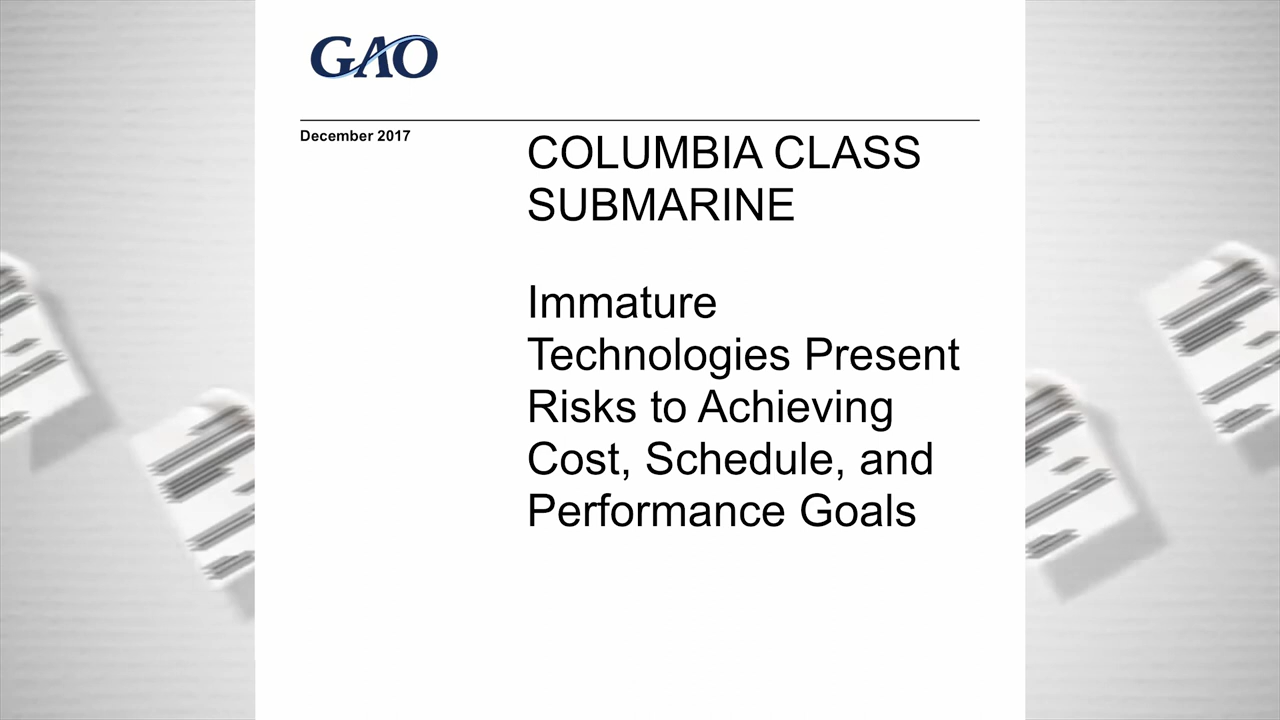 GAO
December 2017
COLUMBIA CLASS
SUBMARINE
Immature
Technologies Present
Risks to Achieving
Cost, Schedule, and
Performance Goals